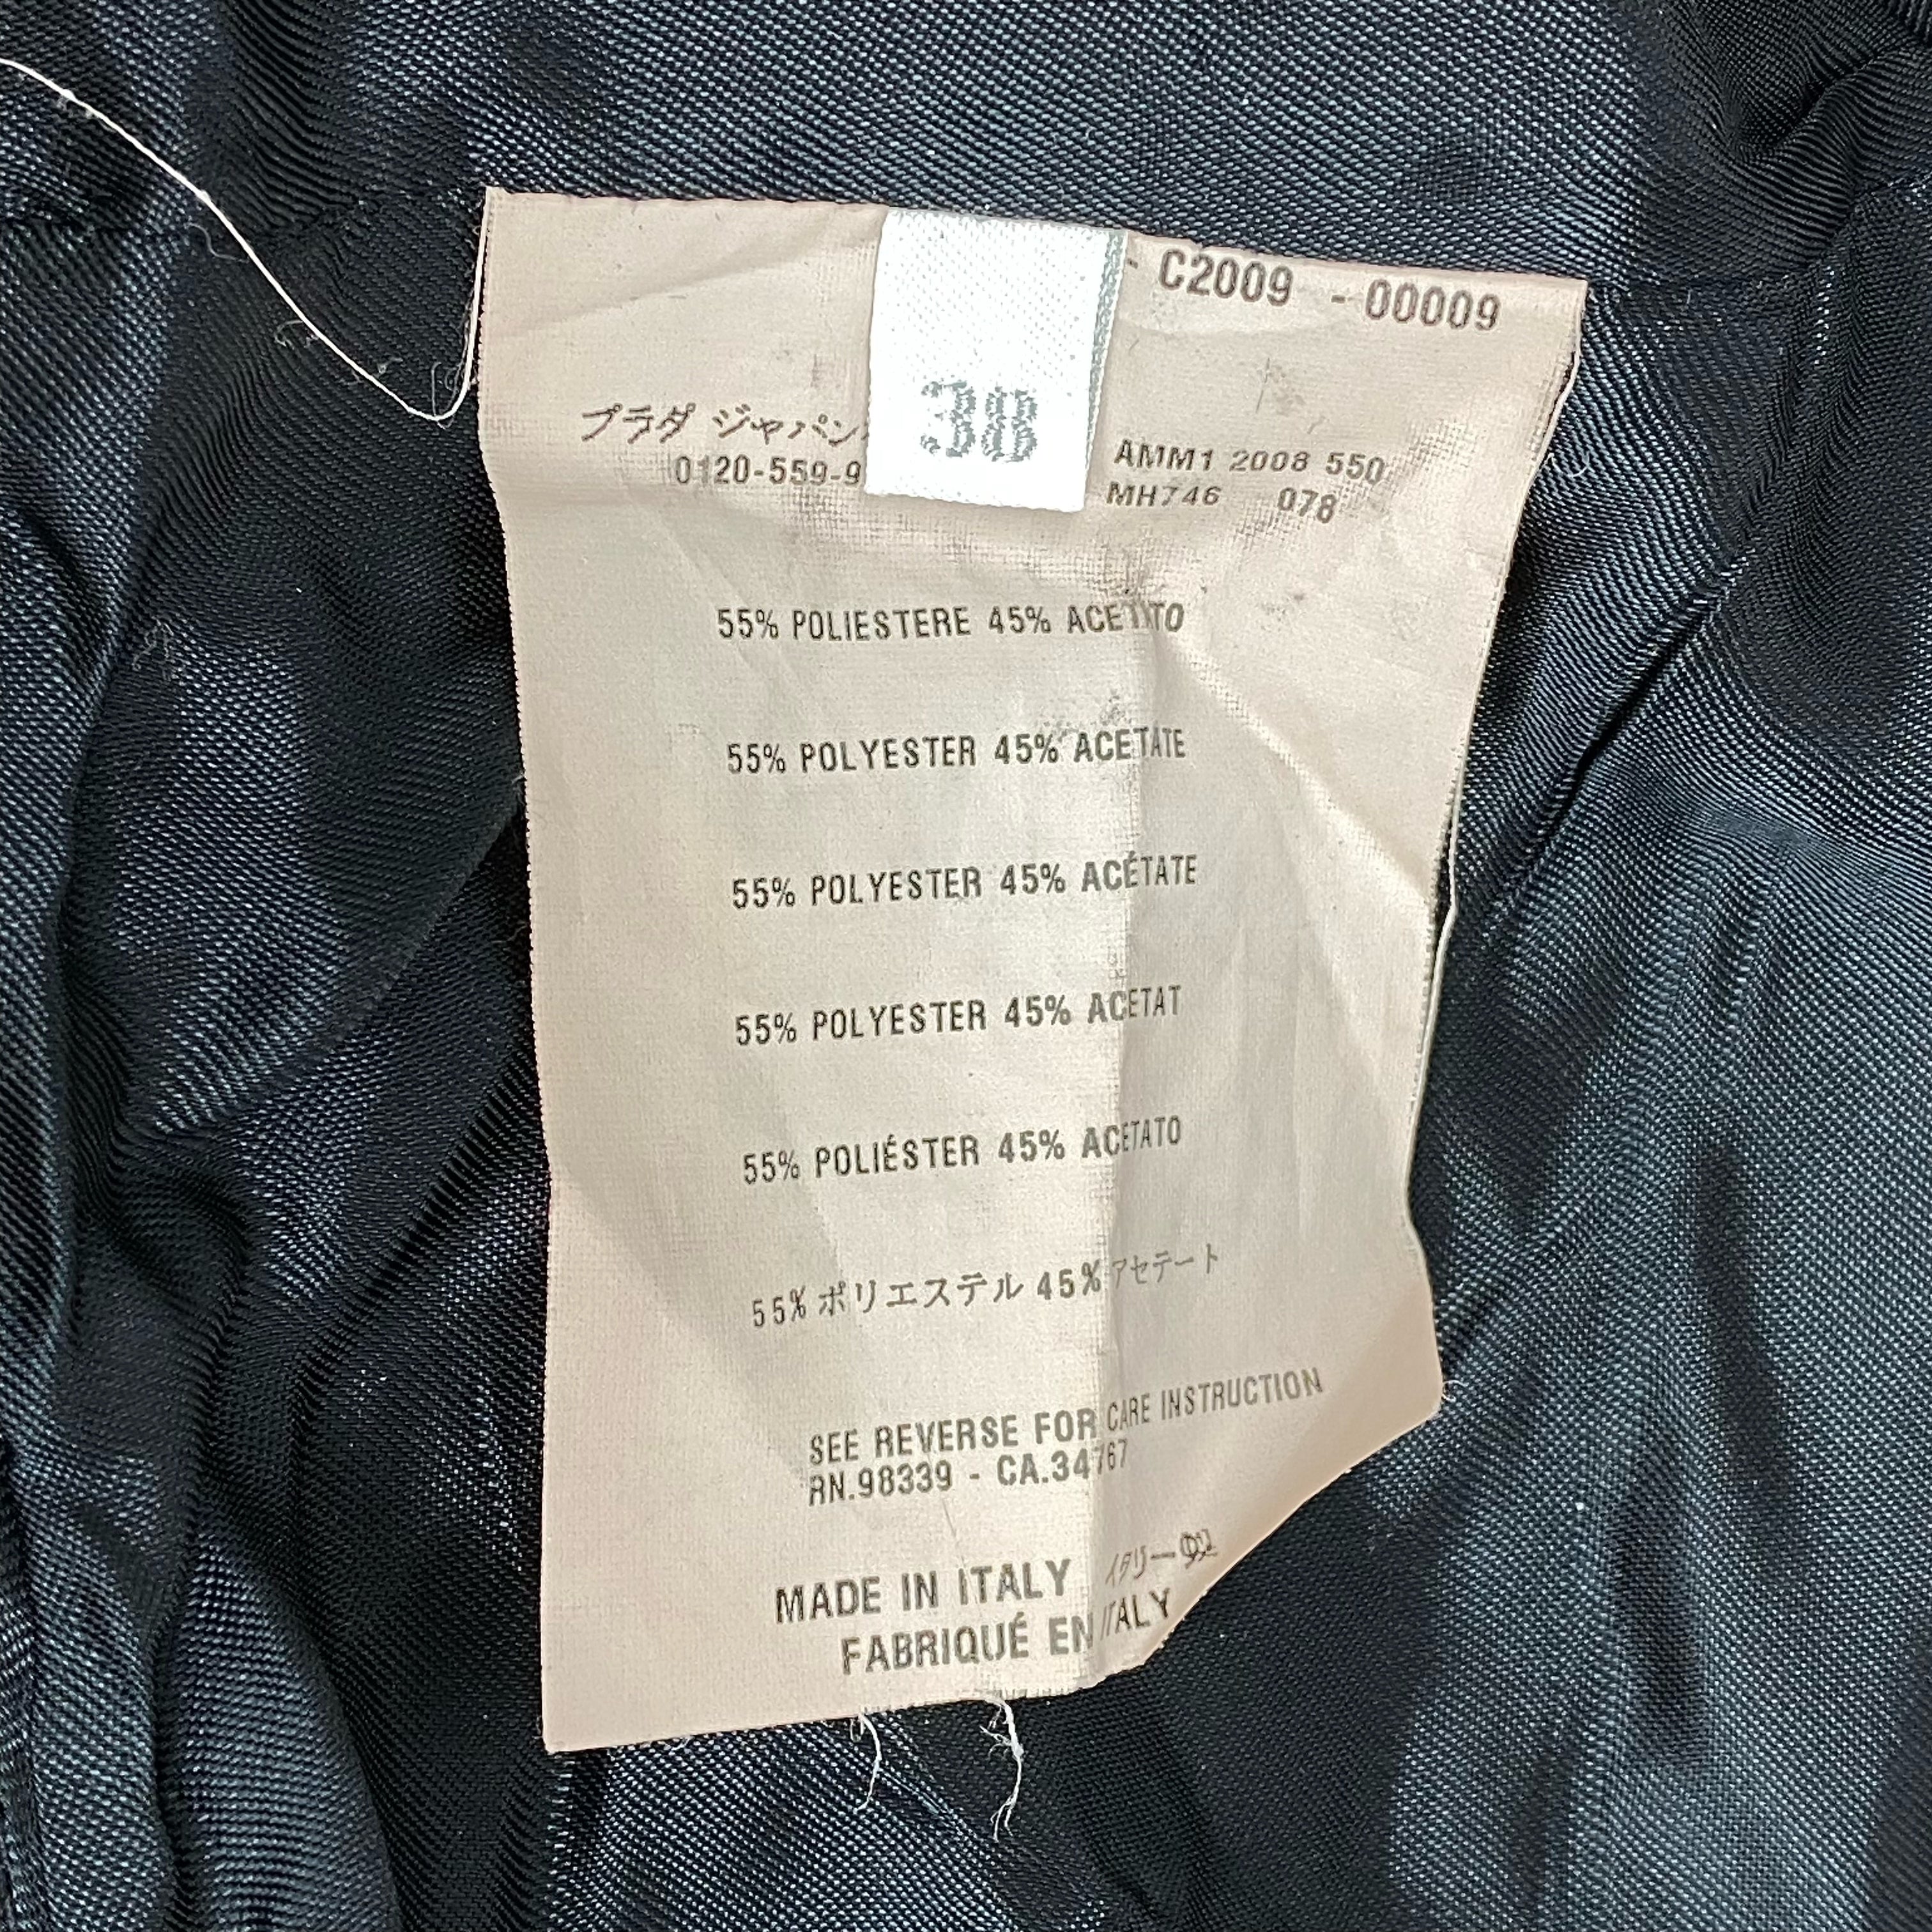 - C2009 - 00009
38
プラダ ジャパン
0120-559-9
AMM1 2008 550
MH746 078
55% POLIESTERE 45% ACETATO
55% POLYESTER 45% ACETATE
55% POLYESTER 45% ACÉTATE
55% POLYESTER 45% ACETAT
55% POLIÉSTER 45% ACETATO
55% ポリエステル 45% アセテート
SEE REVERSE FOR CARE INSTRUCTION
RN.98339 - CA.34767
MADE IN ITALY イタリー
FABRIQUÉ EN ITALY